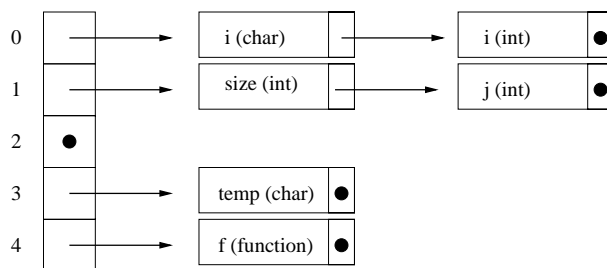 0 i (char) i (int)
1 size (int) j (int)
2
3 temp (char)
4 f (function)